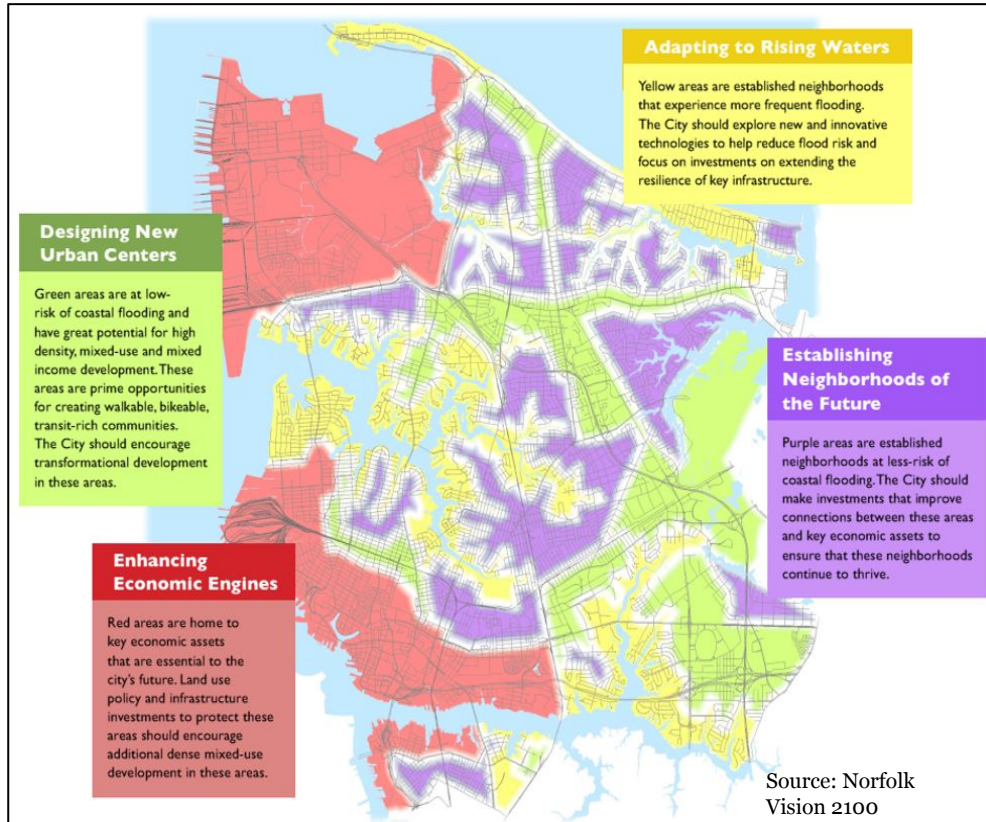 Adapting to Rising Waters
Yellow areas are established neighborhoods
that experience more frequent flooding.
The City should explore new and innovative
technologies to help reduce flood risk and
focus on investments on extending the
resilience of key infrastructure.
Designing New
Urban Centers
Green areas are at low-
risk of coastal flooding and
have great potential for high
density, mixed-use and mixed
income development. These
areas are prime opportunities
for creating walkable, bikeable,
transit-rich communities.
The City should encourage
transformational development
in these areas.
Establishing
Neighborhoods of
the Future
Purple areas are established
neighborhoods at less-risk of
coastal flooding. The City should
make investments that improve
connections between these areas
and key economic assets to
ensure that these neighborhoods
continue to thrive.
Enhancing
Economic Engines
Red areas are home to
key economic assets
that are essential to the
city's future. Land use
policy and infrastructure
investments to protect these
areas should encourage
additional dense mixed-use
development in these areas.
Source: Norfolk
Vision 2100